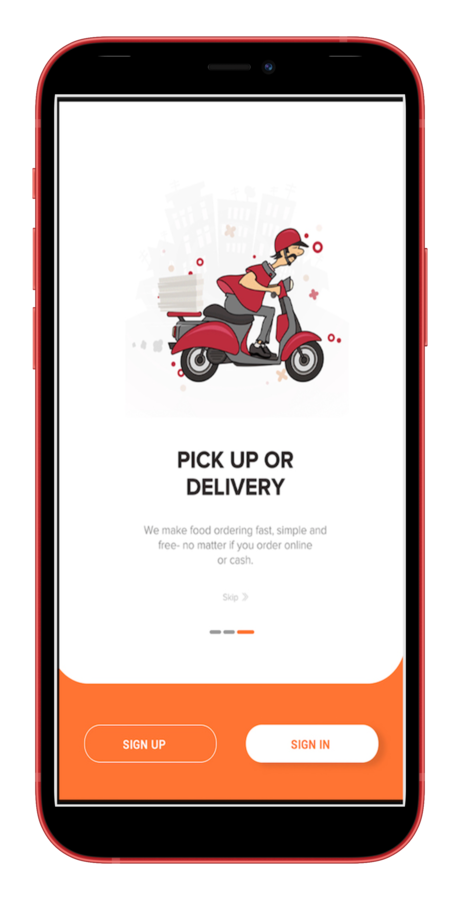 PICK UP OR
DELIVERY
We make food ordering fast, simple and
free- no matter if you order online
or cash.
Skip »
SIGN UP
SIGN IN